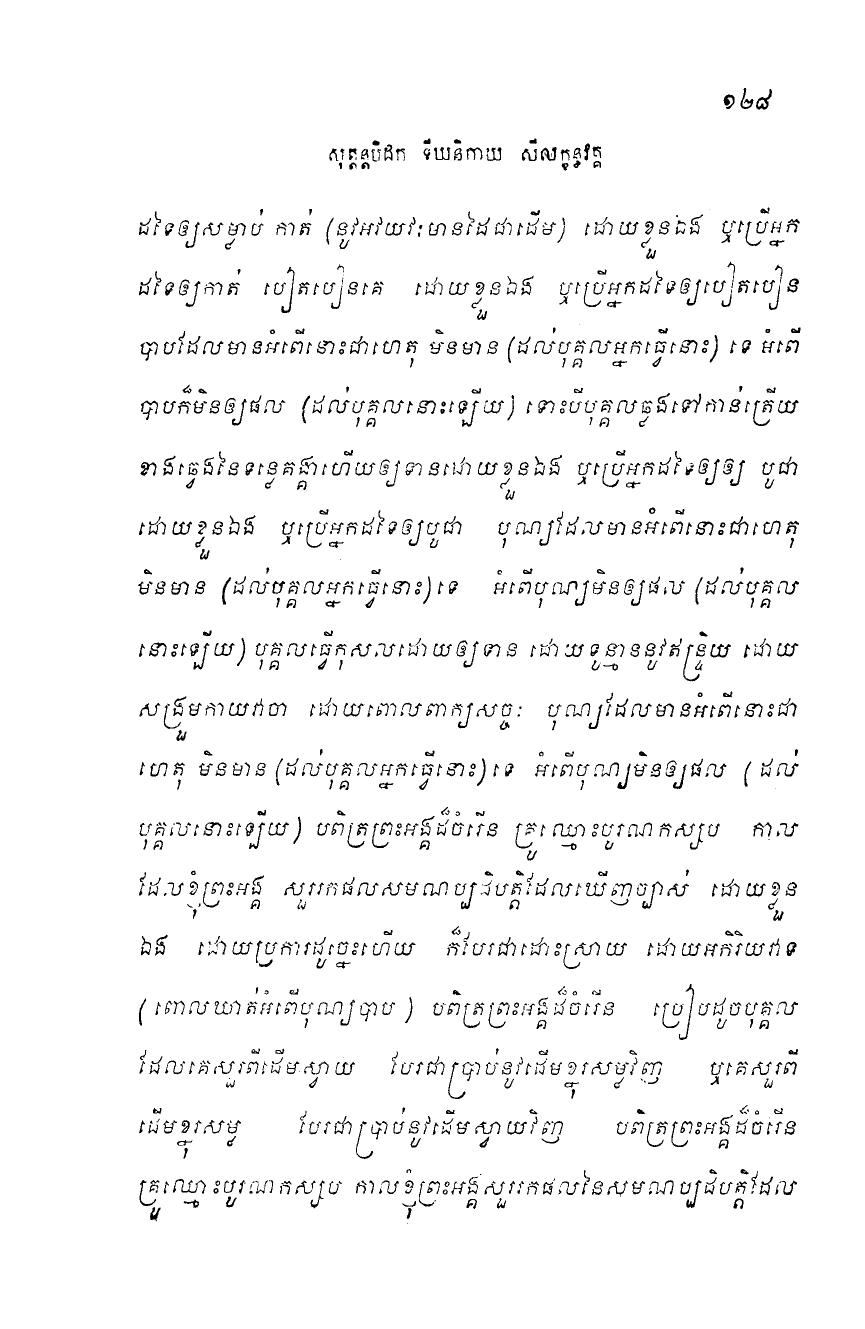 ១២៨
សុត្តន្តបិដក ទីឃនិកាយ សីលក្ខន្ធវគ្គ
ដទៃឲ្យសម្លាប់ កាត់ (នូវអវយវៈមានដៃជាដើម) ដោយខ្លួនឯង ឬប្រើអ្នក
ដទៃឲ្យកាត់ បៀតបៀនគេ ដោយខ្លួនឯង ឬប្រើអ្នកដទៃឲ្យបៀតបៀន
បាបដែលមានអំពើនោះជាហេតុ មិនមាន (ដល់បុគ្គលអ្នកធ្វើនោះ) ទេ អំពើ
បាបក៏មិនឲ្យផល (ដល់បុគ្គលនោះឡើយ) ទោះបីបុគ្គលឆ្លងទៅកាន់ត្រើយ
ខាងឆ្វេងនៃទន្លេគង្គាហើយឲ្យទានដោយខ្លួនឯង ឬប្រើអ្នកដទៃឲ្យឲ្យ បូជា
ដោយខ្លួនឯង ឬប្រើអ្នកដទៃឲ្យបូជា បុណ្យដែលមានអំពើនោះជាហេតុ
មិនមាន (ដល់បុគ្គលអ្នកធ្វើនោះ)ទេ អំពើបុណ្យមិនឲ្យផល (ដល់បុគ្គល
នោះឡើយ) បុគ្គលធ្វើកុសលដោយឲ្យទាន ដោយទូន្មាននូវឥន្ទ្រិយ ដោយ
សង្រួមកាយវាចា ដោយពោលពាក្យសច្ចៈ បុណ្យដែលមានអំពើនោះជា
ហេតុ មិនមាន (ដល់បុគ្គលអ្នកធ្វើនោះ)ទេ អំពើបុណ្យមិនឲ្យផល (ដល់
បុគ្គលនោះឡើយ) បពិត្រព្រះអង្គដ៏ចំរើន គ្រូឈ្មោះបូរណកស្សប កាល
ដែលខ្ញុំព្រះអង្គ សួររកផលសមណប្បដិបត្តិដែលឃើញច្បាស់ ដោយខ្លួន
ឯង ដោយប្រការដូច្នេះហើយ ក៏បែរជាដោះស្រាយ ដោយអកិរិយវាទ
(ពោលឃាត់អំពើបុណ្យបាប) បពិត្រព្រះអង្គដ៏ចំរើន ប្រៀបដូចបុគ្គល
ដែលគេសួរពីដើមស្វាយ បែរជាប្រាប់នូវដើមខ្នុរសម្លវិញ ឬគេសួរពី
ដើមខ្នុរសម្ល បែរជាប្រាប់នូវដើមស្វាយវិញ បពិត្រព្រះអង្គដ៏ចំរើន
គ្រូឈ្មោះបូរណកស្សប កាលខ្ញុំព្រះអង្គសួររកផលនៃសមណប្បដិបត្តិដែល